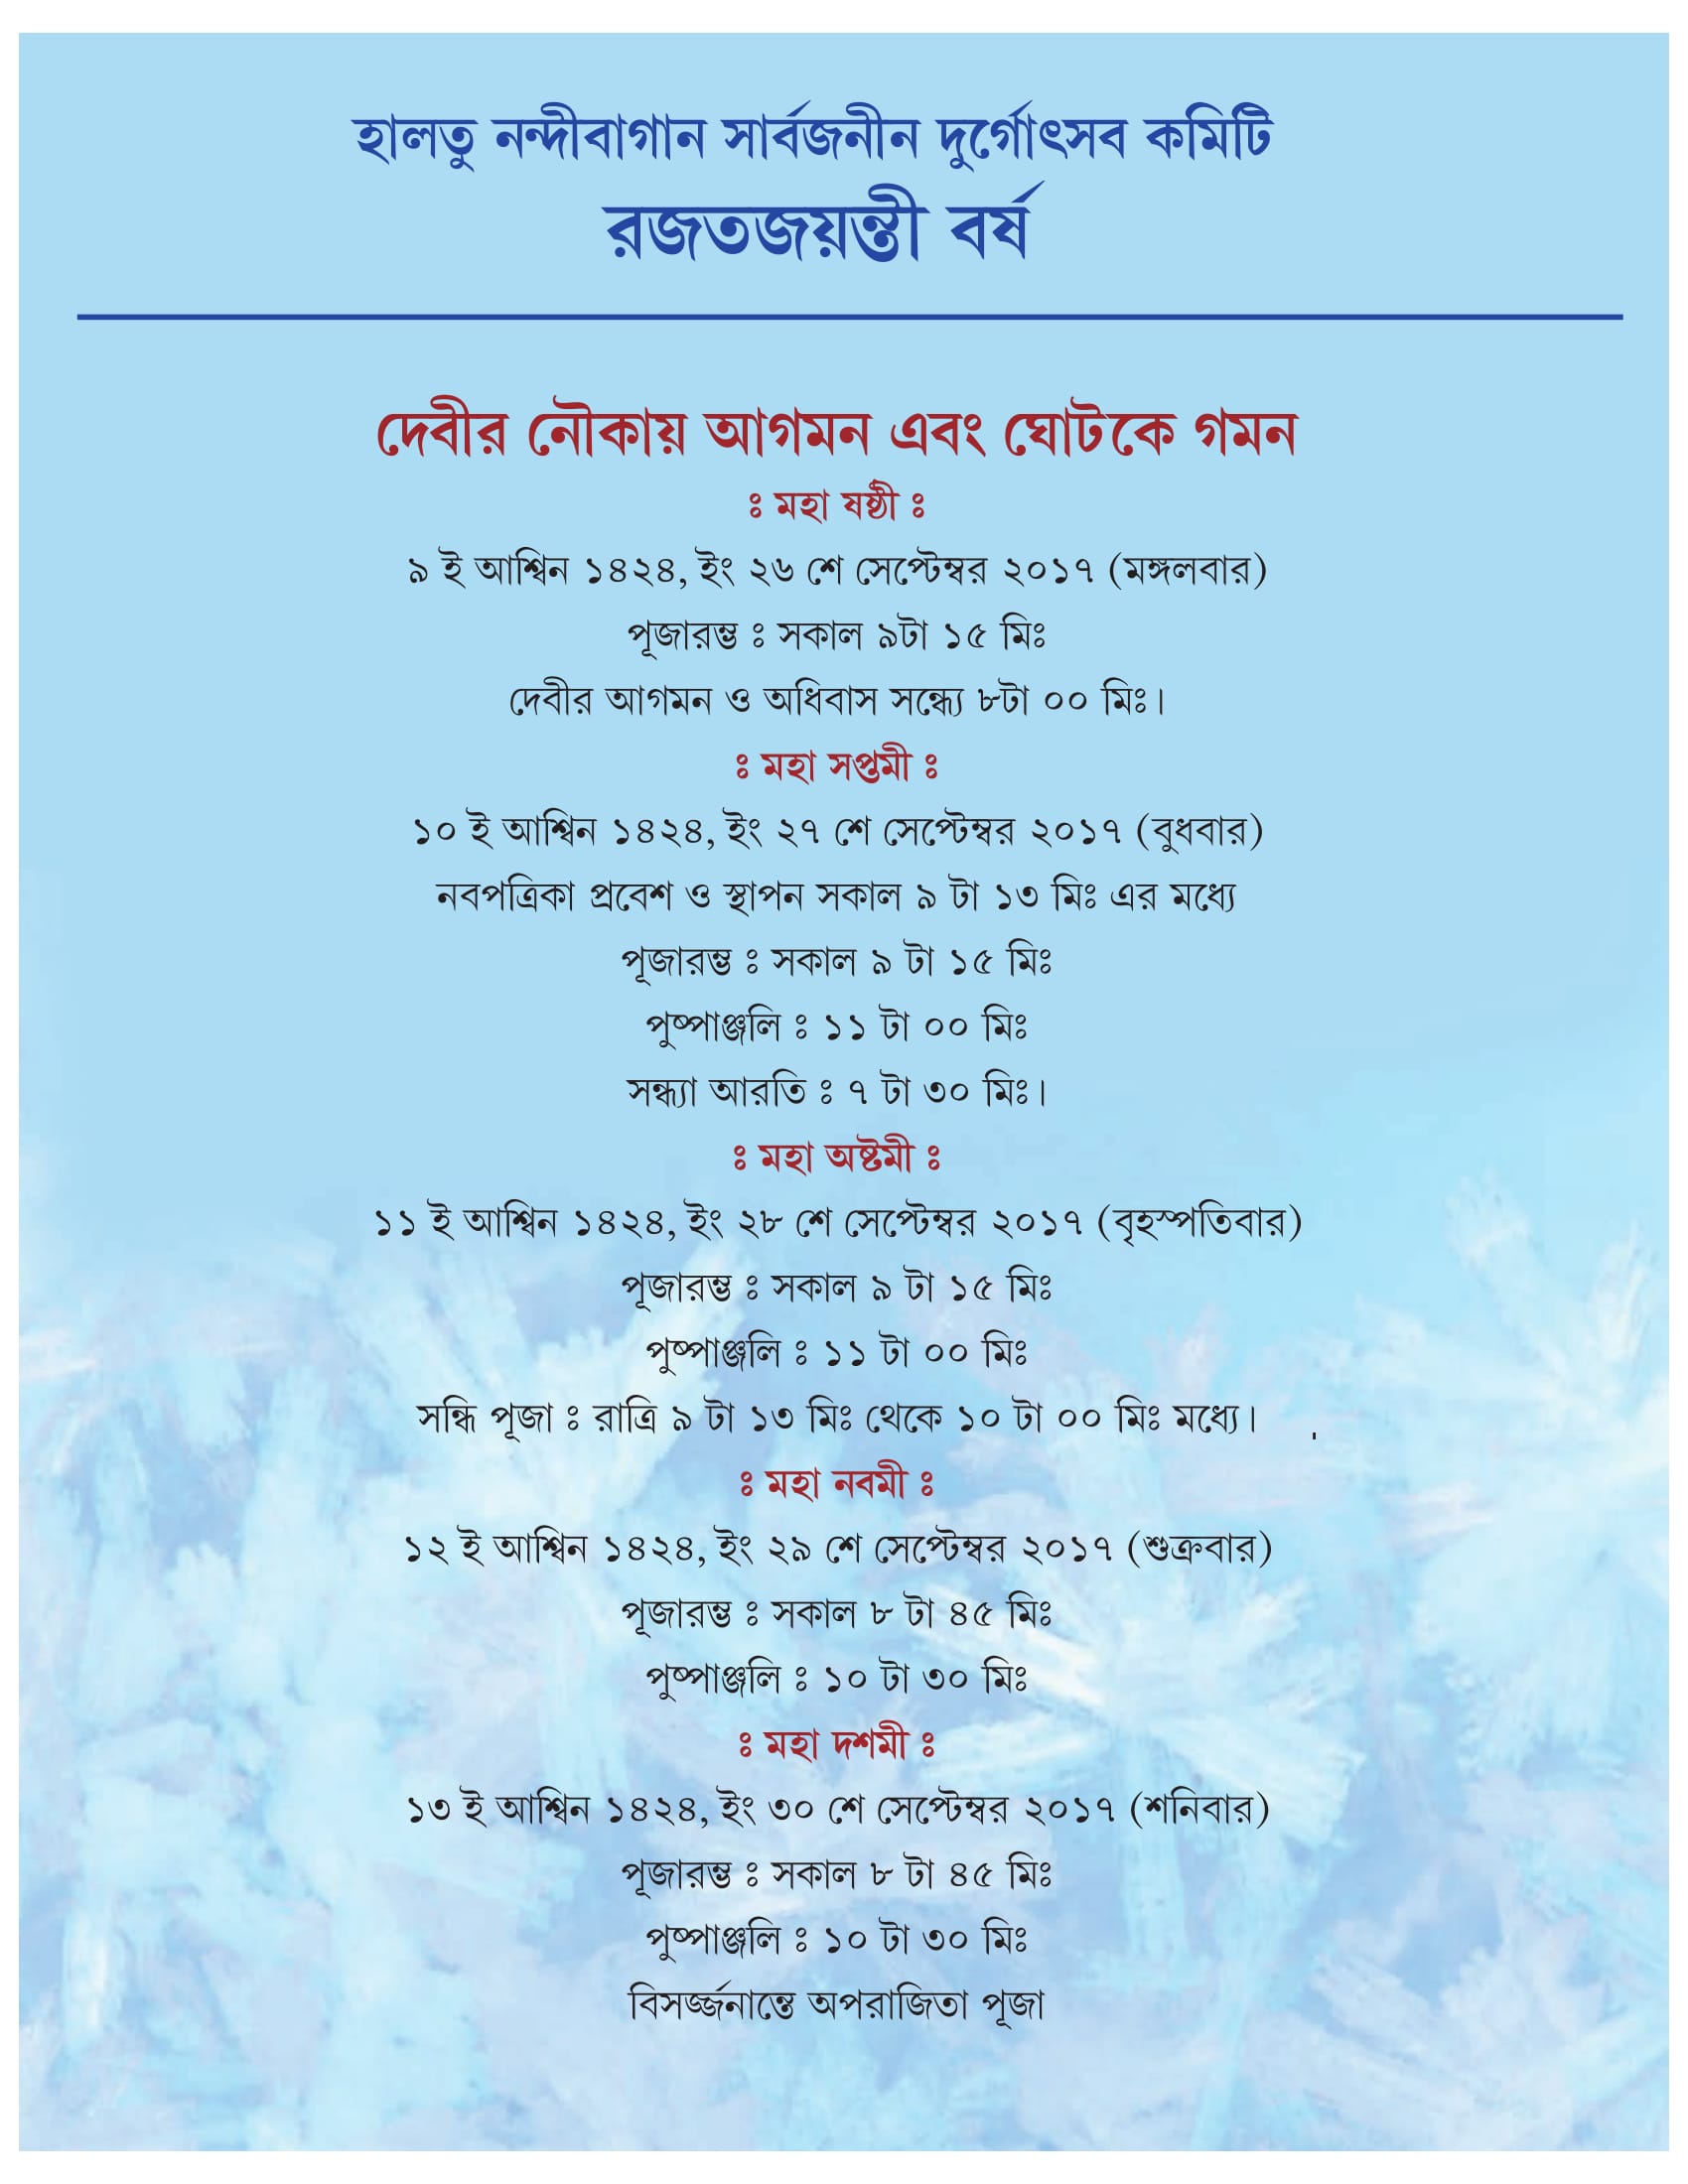 হালতু নন্দীবাগান সার্বজনীন দুর্গোৎসব কমিটি
রজতজয়ন্তী বর্ষ
দেবীর নৌকায় আগমন এবং ঘোটকে গমন
ঃ মহা ষষ্ঠী ঃ
৯ ই আশ্বিন ১৪২৪, ইং ২৬ শে সেপ্টেম্বর ২০১৭ (মঙ্গলবার)
পূজারম্ভ ঃ সকাল ৯টা ১৫ মিঃ
দেবীর আগমন ও অধিবাস সন্ধ্যে ৮টা ০০ মিঃ।
ঃ মহা সপ্তমী ঃ
১০ ই আশ্বিন ১৪২৪, ইং ২৭ শে সেপ্টেম্বর ২০১৭ (বুধবার)
নবপত্রিকা প্রবেশ ও স্থাপন সকাল ৯ টা ১৩ মিঃ এর মধ্যে
পূজারম্ভ ঃ সকাল ৯ টা ১৫ মিঃ
পুষ্পাঞ্জলি ঃ ১১ টা ০০ মিঃ
সন্ধ্যা আরতি ঃ ৭ টা ৩০ মিঃ।
ঃ মহা অষ্টমী ঃ
১১ ই আশ্বিন ১৪২৪, ইং ২৮ শে সেপ্টেম্বর ২০১৭ (বৃহস্পতিবার)
পূজারম্ভ ঃ সকাল ৯ টা ১৫ মিঃ
পুষ্পাঞ্জলি ঃ ১১ টা ০০ মিঃ
সন্ধি পূজা ঃ রাত্রি ৯ টা ১৩ মিঃ থেকে ১০ টা ০০ মিঃ মধ্যে।
ঃ মহা নবমী ঃ
১২ ই আশ্বিন ১৪২৪, ইং ২৯ শে সেপ্টেম্বর ২০১৭ (শুক্রবার)
পূজারম্ভ ঃ সকাল ৮ টা ৪৫ মিঃ
পুষ্পাঞ্জলি ঃ ১০ টা ৩০ মিঃ
ঃ মহা দশমী ঃ
১৩ ই আশ্বিন ১৪২৪, ইং ৩০ শে সেপ্টেম্বর ২০১৭ (শনিবার)
পূজারম্ভ ঃ সকাল ৮ টা ৪৫ মিঃ
পুষ্পাঞ্জলি ঃ ১০ টা ৩০ মিঃ
বিসর্জ্জনান্তে অপরাজিতা পূজা